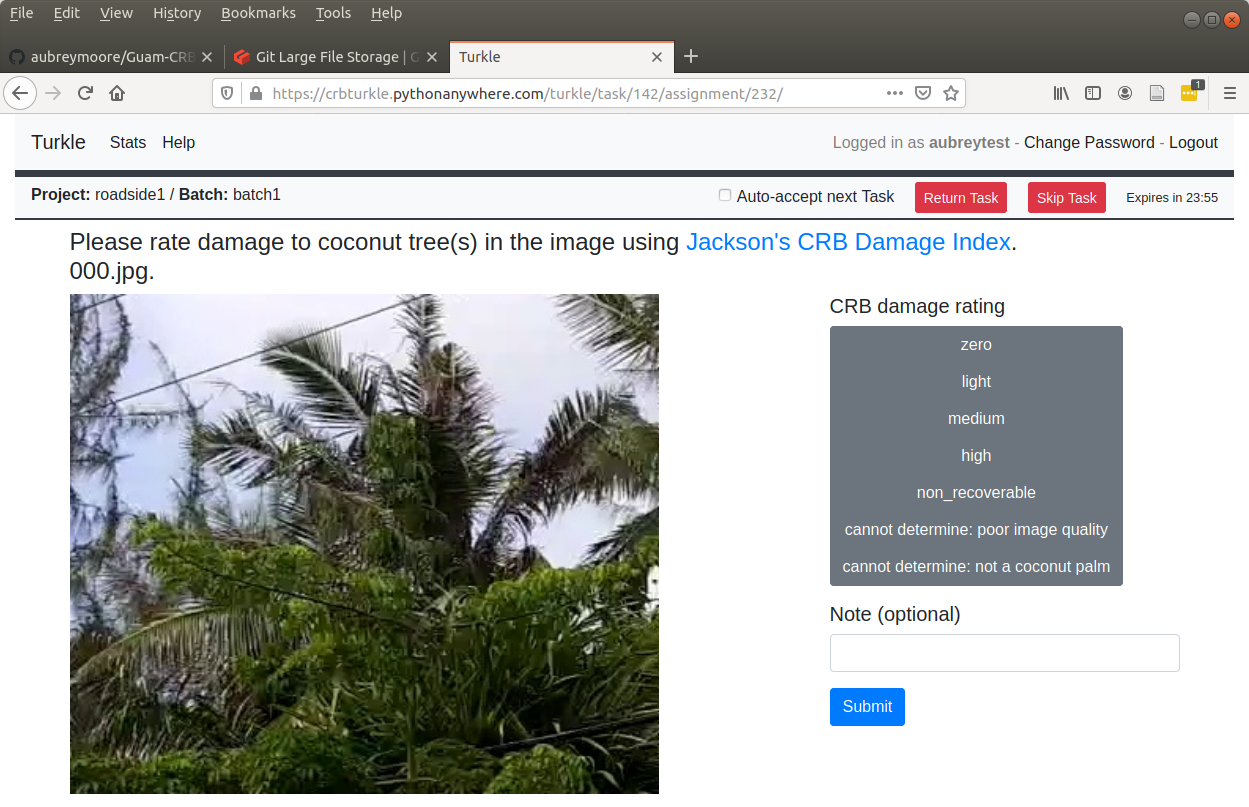 File Edit View History Bookmarks Tools Help
aubreymoore/Guam-CRB
Git Large File Storage | G
Turkle
https://crbturkle.pythonanywhere.com/turkle/task/142/assignment/232/
1
Turkle Stats Help
Logged in as aubreytest - Change Password - Logout
Project: roadside1 / Batch: batch1
Auto-accept next Task
Return Task
Skip Task
Expires in 23:55
Please rate damage to coconut tree(s) in the image using Jackson's CRB Damage Index.
000.jpg.
CRB damage rating
zero
light
medium
high
non_recoverable
cannot determine: poor image quality
cannot determine: not a coconut palm
Note (optional)
Submit